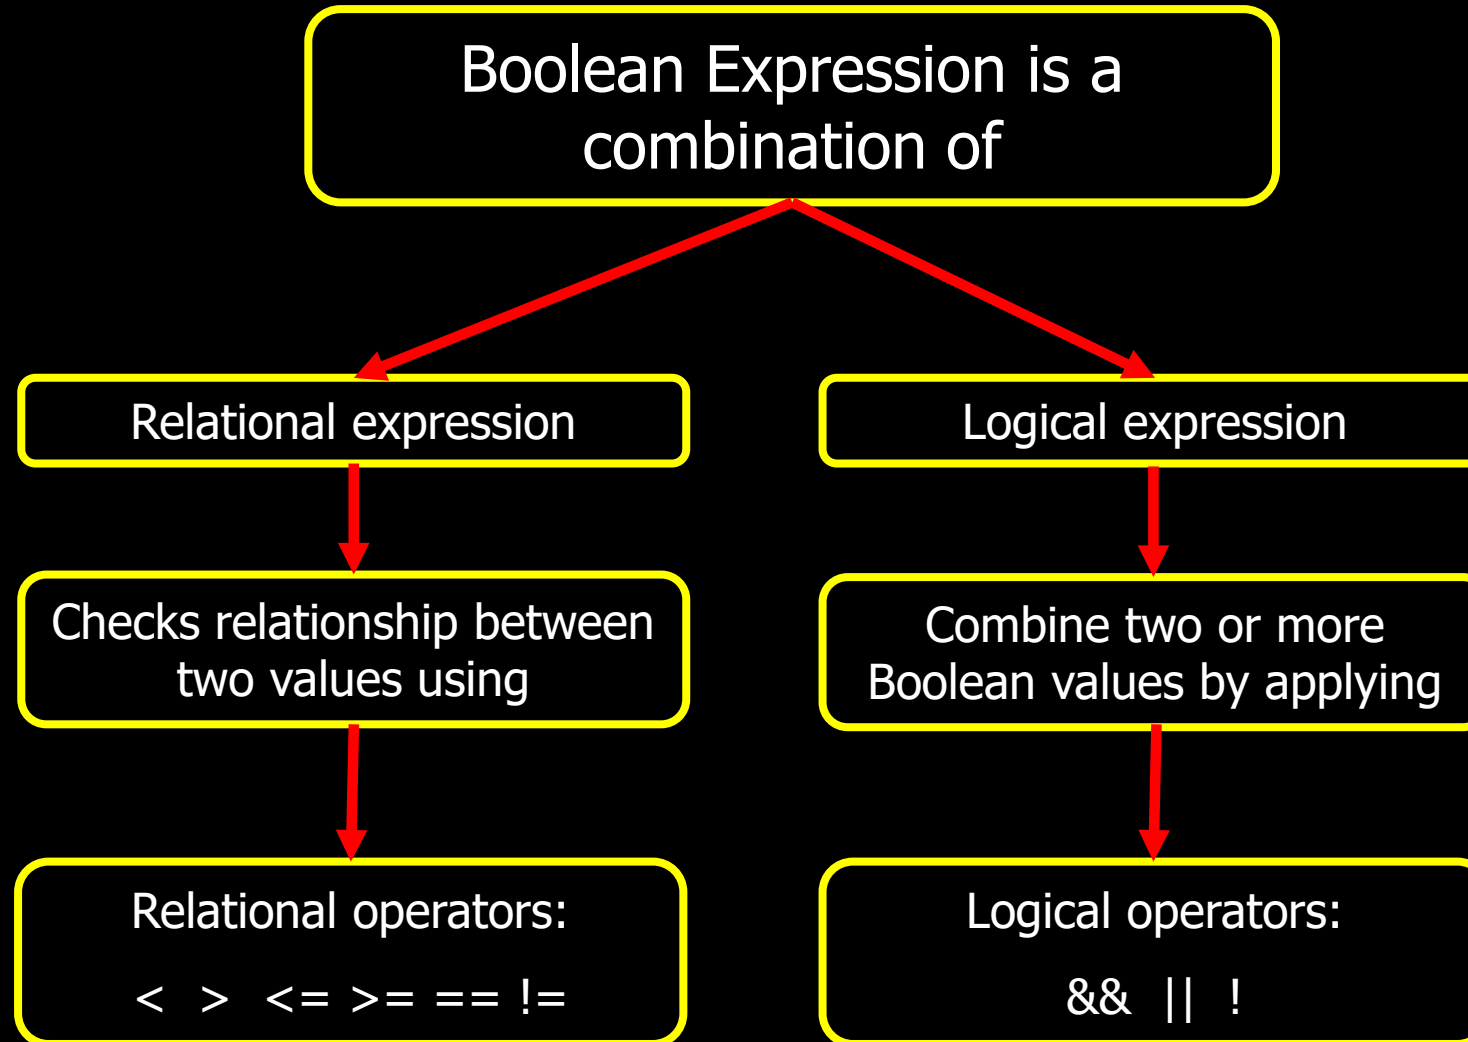 Boolean Expression is a
combination of
Relational expression
Logical expression
Checks relationship between
two values using
Combine two or more
Boolean values by applying
Relational operators:
< > <= >= == !=
Logical operators:
&& || !